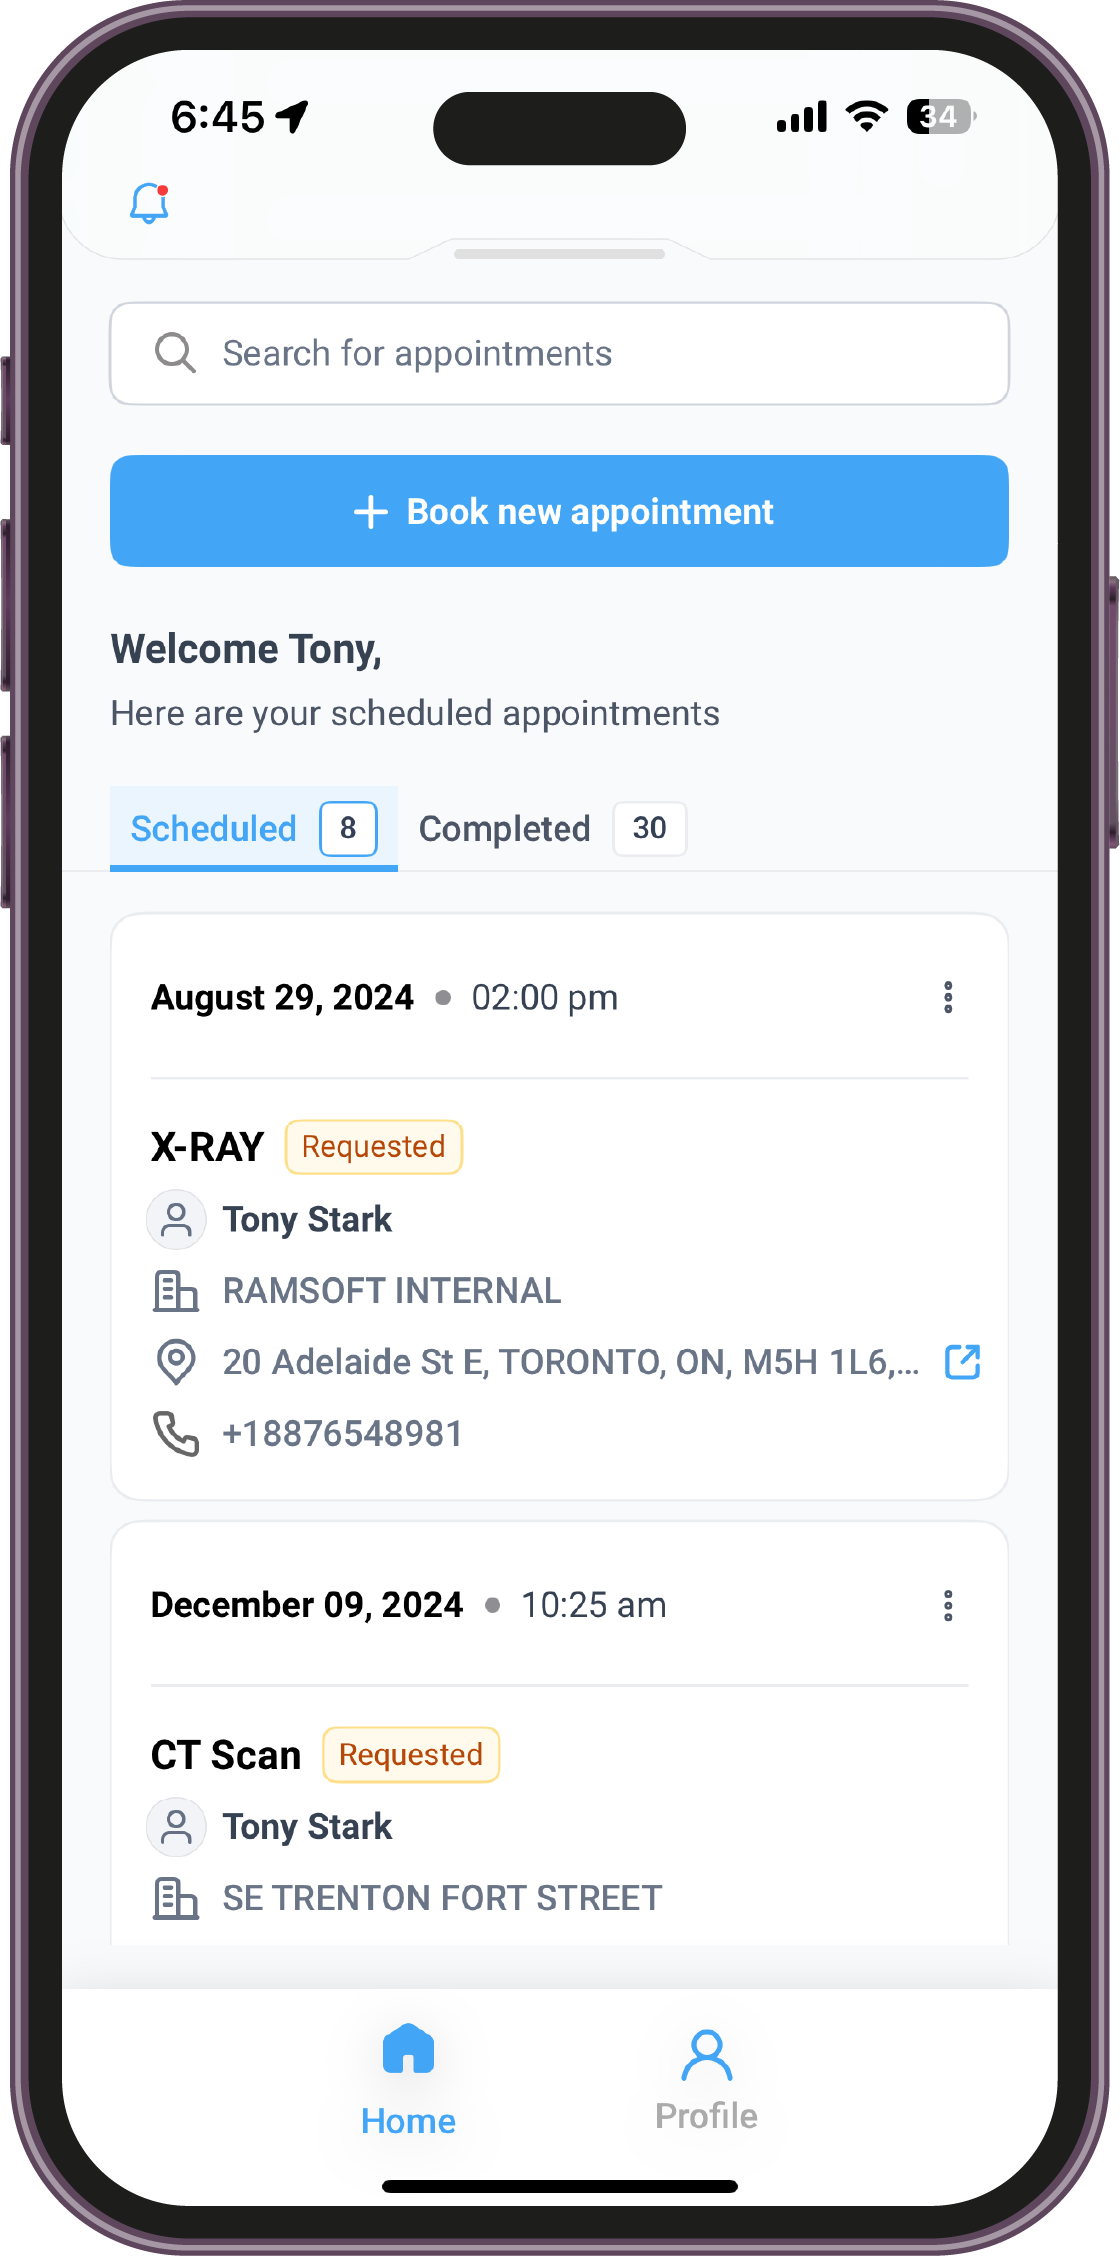 6:45
34
Search for appointments
Book new appointment
Welcome Tony,
Here are your scheduled appointments
Scheduled 8 Completed 30
August 29, 2024 • 02:00 pm
X-RAY Requested
Tony Stark
RAMSOFT INTERNAL
20 Adelaide St E, TORONTO, ON, M5H 1L6,...
+18876548981
December 09, 2024 • 10:25 am
CT Scan Requested
Tony Stark
SE TRENTON FORT STREET
Home Profile